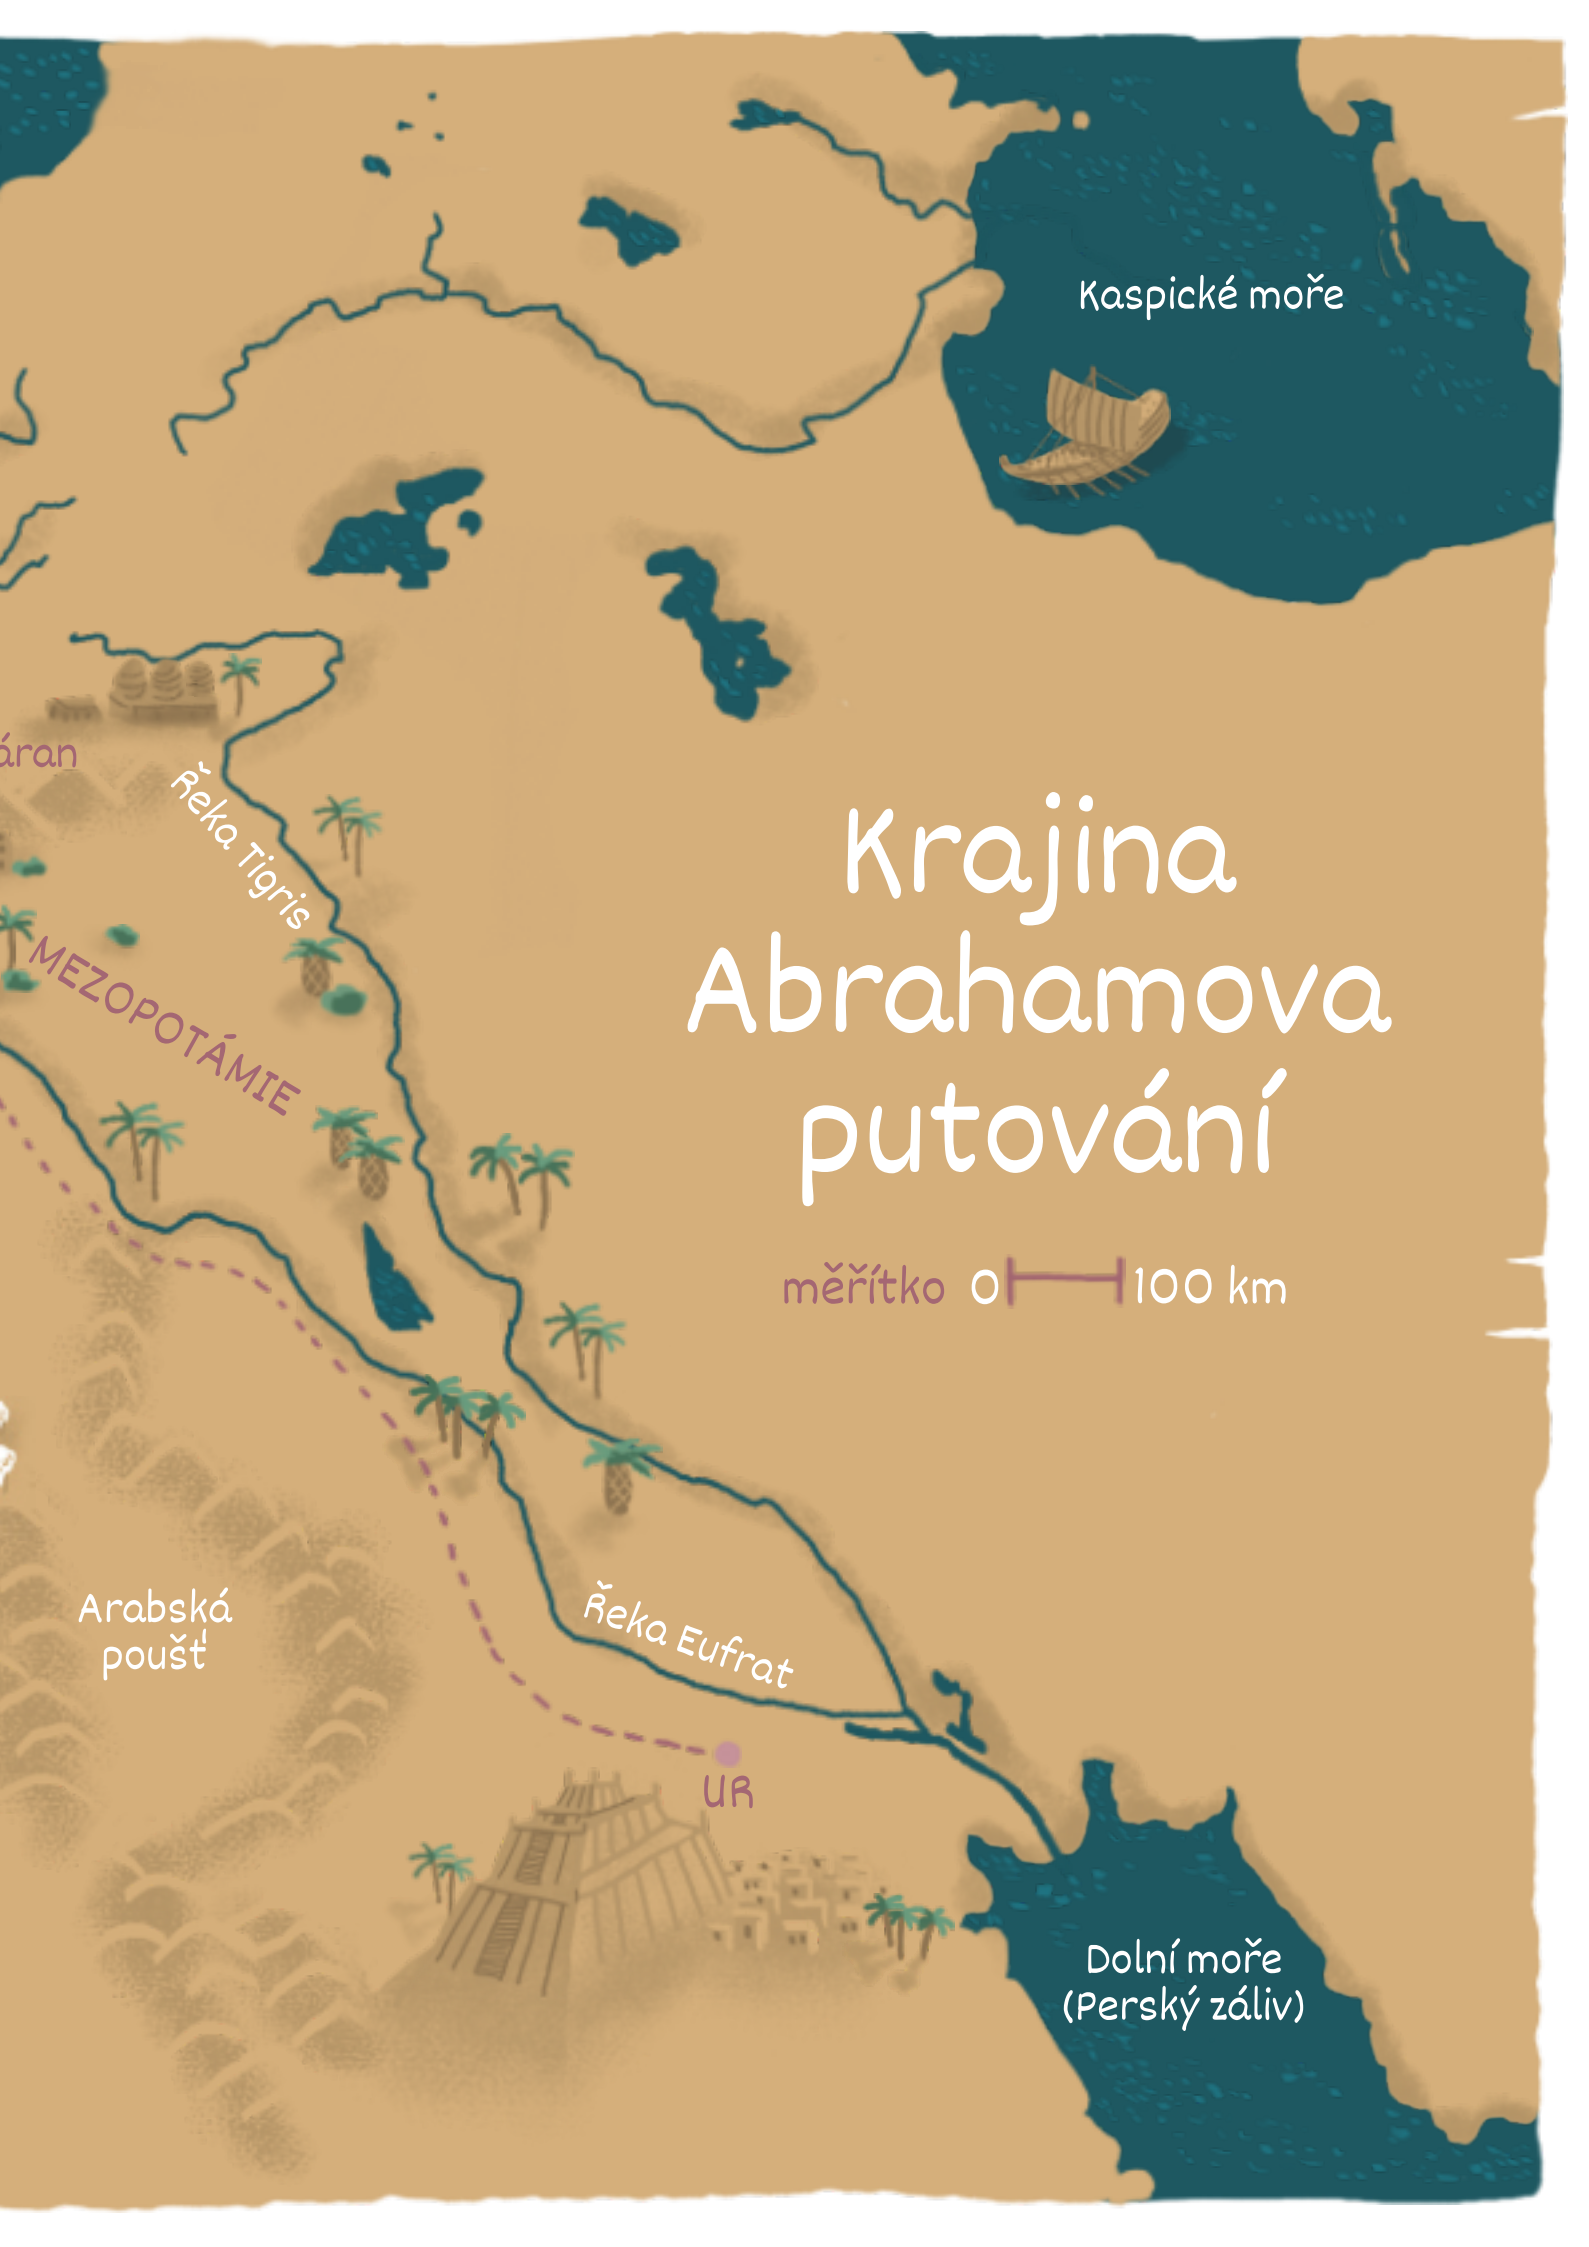 Kaspické moře
áran
Řeka Tigris
Krajina
Abrahamova
putování
MEZOPOTÁMIE
měřítko 0 100 km
Arabská
poušť
Řeka Eufrat
UR
Dolní moře
(Perský záliv)